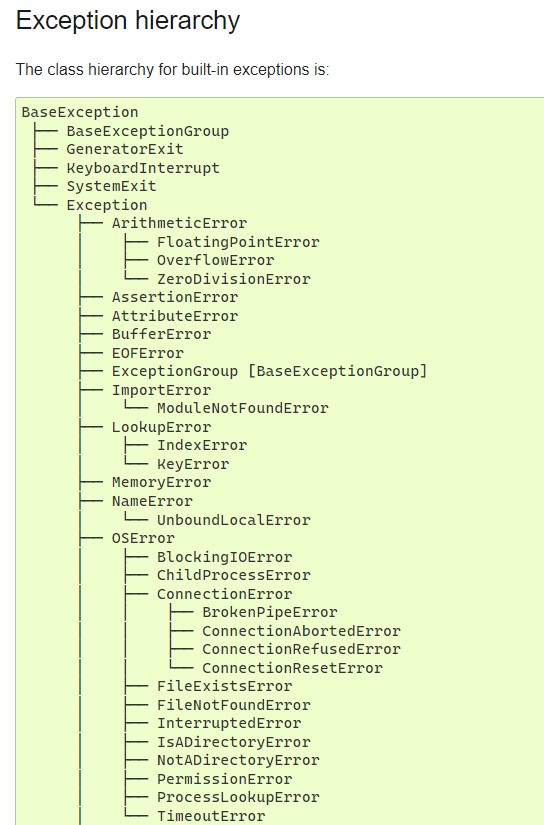 Exception hierarchy
The class hierarchy for built-in exceptions is:
BaseException
 ├── BaseExceptionGroup
 ├── GeneratorExit
 ├── KeyboardInterrupt
 ├── SystemExit
 └── Exception
      ├── ArithmeticError
      │    ├── FloatingPointError
      │    ├── OverflowError
      │    └── ZeroDivisionError
      ├── AssertionError
      ├── AttributeError
      ├── BufferError
      ├── EOFError
      ├── ExceptionGroup [BaseExceptionGroup]
      ├── ImportError
      │    └── ModuleNotFoundError
      ├── LookupError
      │    ├── IndexError
      │    └── KeyError
      ├── MemoryError
      ├── NameError
      │    └── UnboundLocalError
      ├── OSError
      │    ├── BlockingIOError
      │    ├── ChildProcessError
      │    ├── ConnectionError
      │    │    ├── BrokenPipeError
      │    │    ├── ConnectionAbortedError
      │    │    ├── ConnectionRefusedError
      │    │    └── ConnectionResetError
      │    ├── FileExistsError
      │    ├── FileNotFoundError
      │    ├── InterruptedError
      │    ├── IsADirectoryError
      │    ├── NotADirectoryError
      │    ├── PermissionError
      │    ├── ProcessLookupError
      │    └── TimeoutError